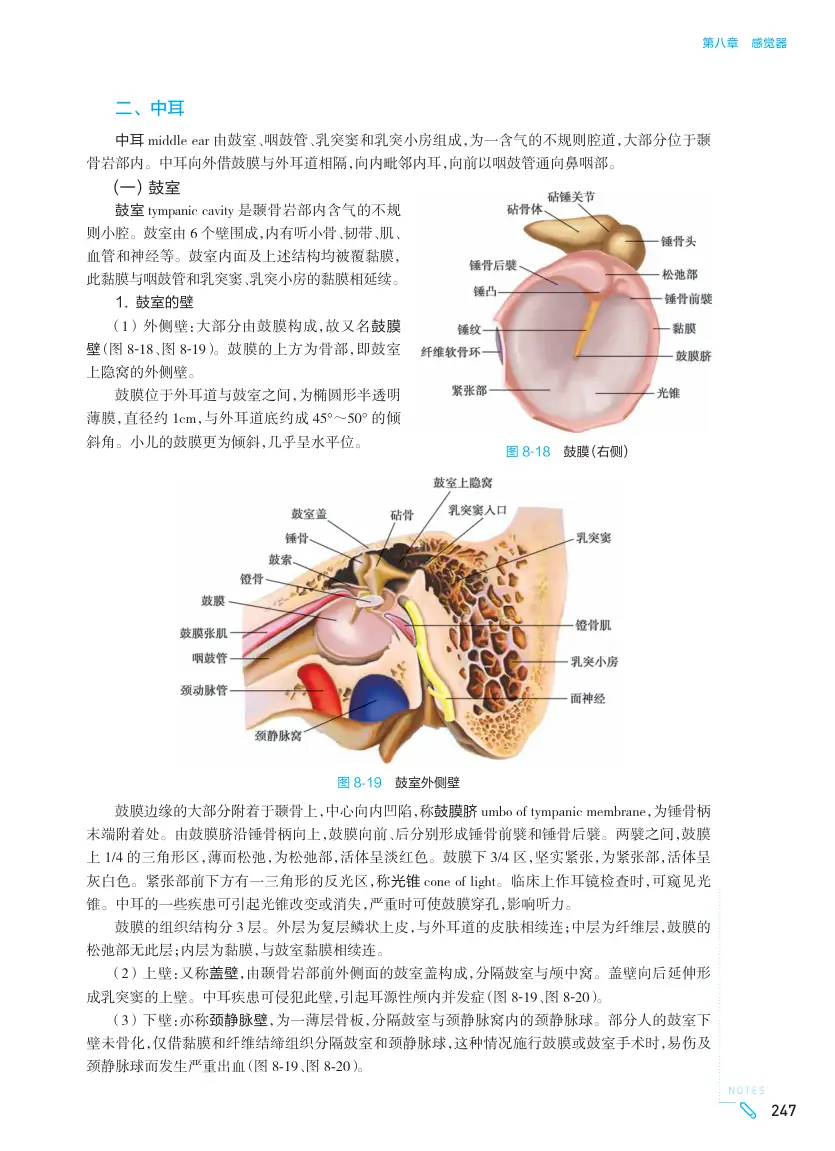 第八章　感觉器
二、中耳
中耳 middle ear 由鼓室、咽鼓管、乳突窦和乳突小房组成，为一含气的不规则腔道，大部分位于颞
骨岩部内。中耳向外借鼓膜与外耳道相隔，向内毗邻内耳，向前以咽鼓管通向鼻咽部。
（一）鼓室
鼓室 tympanic cavity 是颞骨岩部内含气的不规
则小腔。鼓室由 6 个壁围成，内有听小骨、韧带、肌、
血管和神经等。鼓室内面及上述结构均被覆黏膜，
此黏膜与咽鼓管和乳突窦、乳突小房的黏膜相延续。
1. 鼓室的壁
（1）外侧壁：大部分由鼓膜构成，故又名鼓膜
壁（图 8-18、图 8-19）。鼓膜的上方为骨部，即鼓室
上隐窝的外侧壁。
鼓膜位于外耳道与鼓室之间，为椭圆形半透明
薄膜，直径约 1cm，与外耳道底约成 45°～50° 的倾
斜角。小儿的鼓膜更为倾斜，几乎呈水平位。
砧锤关节
砧骨体
锤骨头
锤骨后襞
松弛部
锤凸
锤骨前襞
锤纹
黏膜
纤维软骨环
鼓膜脐
紧张部
光锥
图 8-18　鼓膜（右侧）
鼓室上隐窝
鼓室盖
砧骨
乳突窦入口
锤骨
乳突窦
鼓索
镫骨
鼓膜
镫骨肌
鼓膜张肌
咽鼓管
乳突小房
颈动脉管
面神经
颈静脉窝
图 8-19　鼓室外侧壁
鼓膜边缘的大部分附着于颞骨上，中心向内凹陷，称鼓膜脐 umbo of tympanic membrane，为锤骨柄
末端附着处。由鼓膜脐沿锤骨柄向上，鼓膜向前、后分别形成锤骨前襞和锤骨后襞。两襞之间，鼓膜
上 1/4 的三角形区，薄而松弛，为松弛部，活体呈淡红色。鼓膜下 3/4 区，坚实紧张，为紧张部，活体呈
灰白色。紧张部前下方有一三角形的反光区，称光锥 cone of light。临床上作耳镜检查时，可窥见光
锥。中耳的一些疾患可引起光锥改变或消失，严重时可使鼓膜穿孔，影响听力。
鼓膜的组织结构分 3 层。外层为复层鳞状上皮，与外耳道的皮肤相续连；中层为纤维层，鼓膜的
松弛部无此层；内层为黏膜，与鼓室黏膜相续连。
（2）上壁：又称盖壁，由颞骨岩部前外侧面的鼓室盖构成，分隔鼓室与颅中窝。盖壁向后延伸形
成乳突窦的上壁。中耳疾患可侵犯此壁，引起耳源性颅内并发症（图 8-19、图 8-20）。
（3）下壁：亦称颈静脉壁，为一薄层骨板，分隔鼓室与颈静脉窝内的颈静脉球。部分人的鼓室下
壁未骨化，仅借黏膜和纤维结缔组织分隔鼓室和颈静脉球，这种情况施行鼓膜或鼓室手术时，易伤及
颈静脉球而发生严重出血（图 8-19、图 8-20）。
NOTES
247